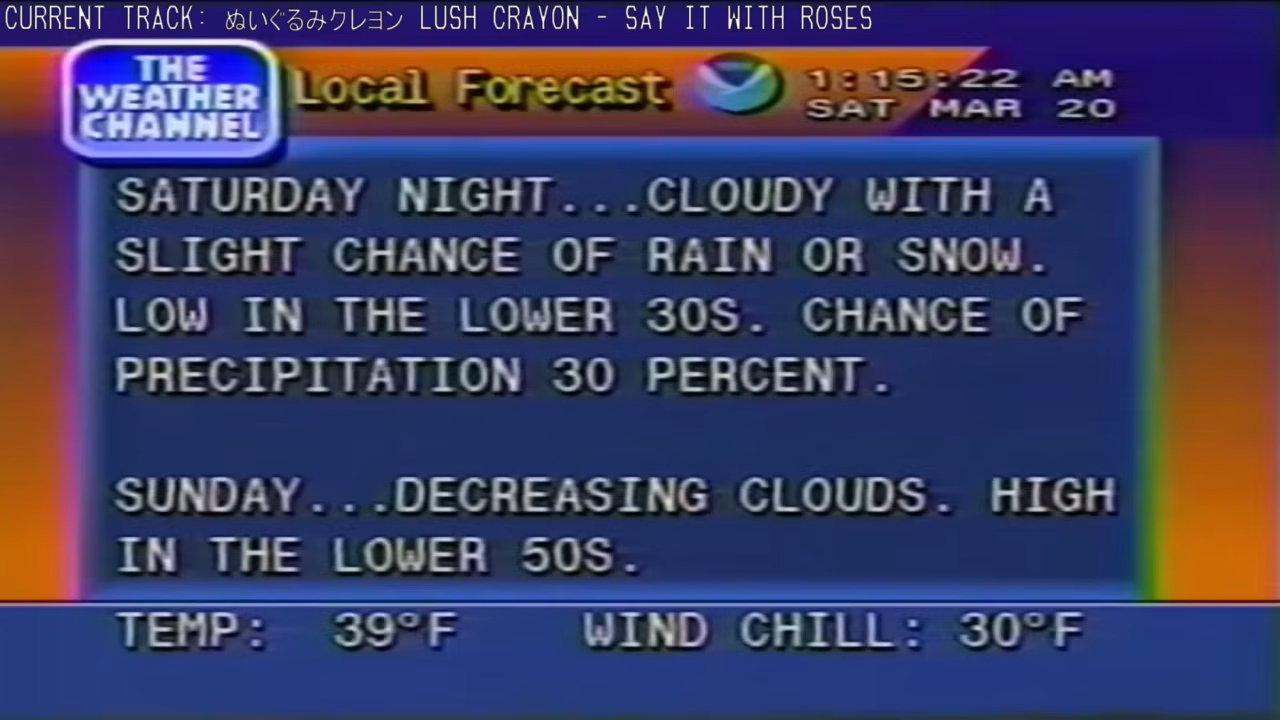 CURRENT TRACK: ぬいぐるみクレヨン LUSH CRAYON - SAY IT WITH ROSES
THE
WEATHER
CHANNEL
Local Forecast
1:15:22 AM
SAT MAR 20
SATURDAY NIGHT...CLOUDY WITH A
SLIGHT CHANCE OF RAIN OR SNOW.
LOW IN THE LOWER 30S. CHANCE OF
PRECIPITATION 30 PERCENT.
SUNDAY...DECREASING CLOUDS. HIGH
IN THE LOWER 50S.
TEMP: 39°F WIND CHILL: 30°F